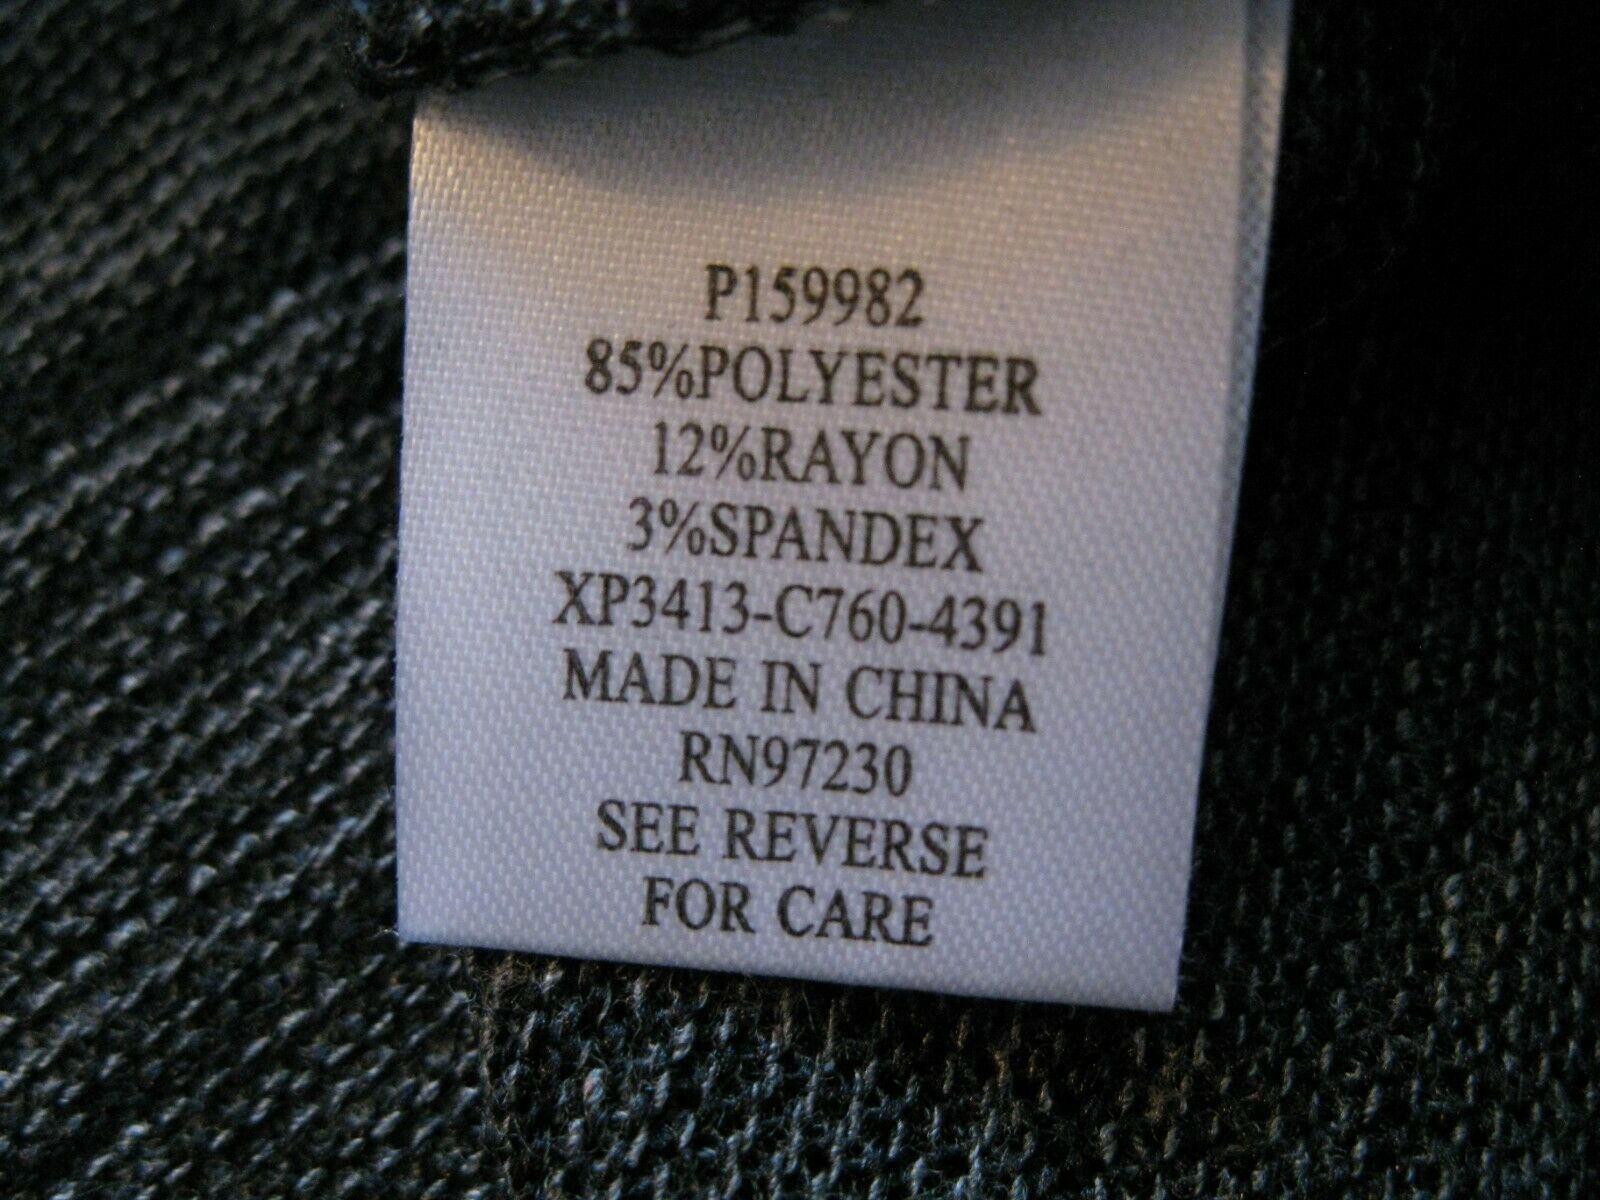 P159982
85%POLYESTER
12%RAYON
3%SPANDEX
XP3413-C760-4391
MADE IN CHINA
RN97230
SEE REVERSE
FOR CARE